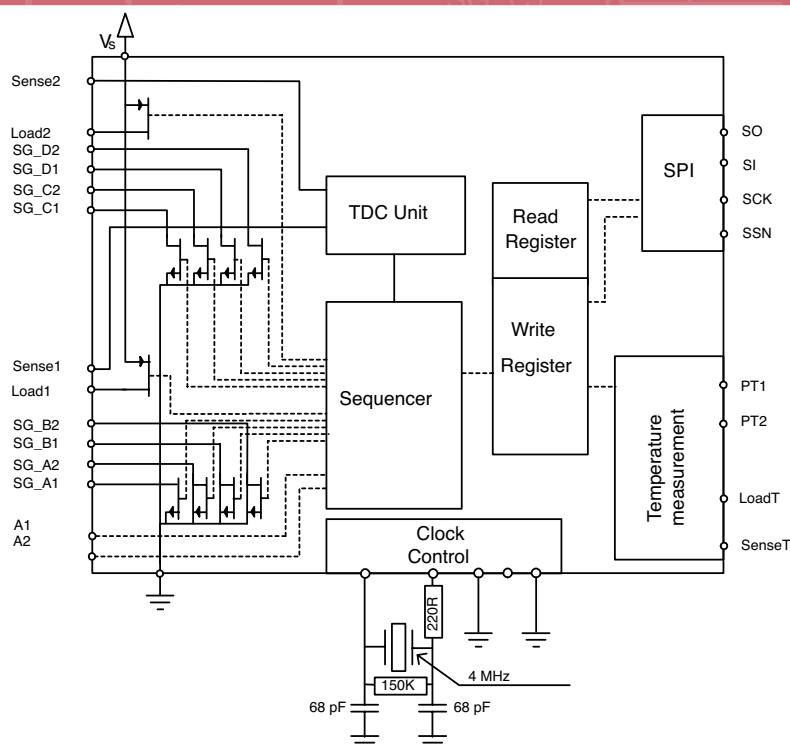 Vs
Sense2
Load2
SG_D2
SG_D1
SG_C2
SG_C1
TDC Unit
Read
Register
Write
Register
SPI
SO
SI
SCK
SSN
Sense1
Load1
SG_B2
SG_B1
SG_A2
SG_A1
A1
A2
Sequencer
Temperature
measurement
PT1
PT2
LoadT
SenseT
Clock
Control
220R
4 MHz
150K
68 pF
68 pF